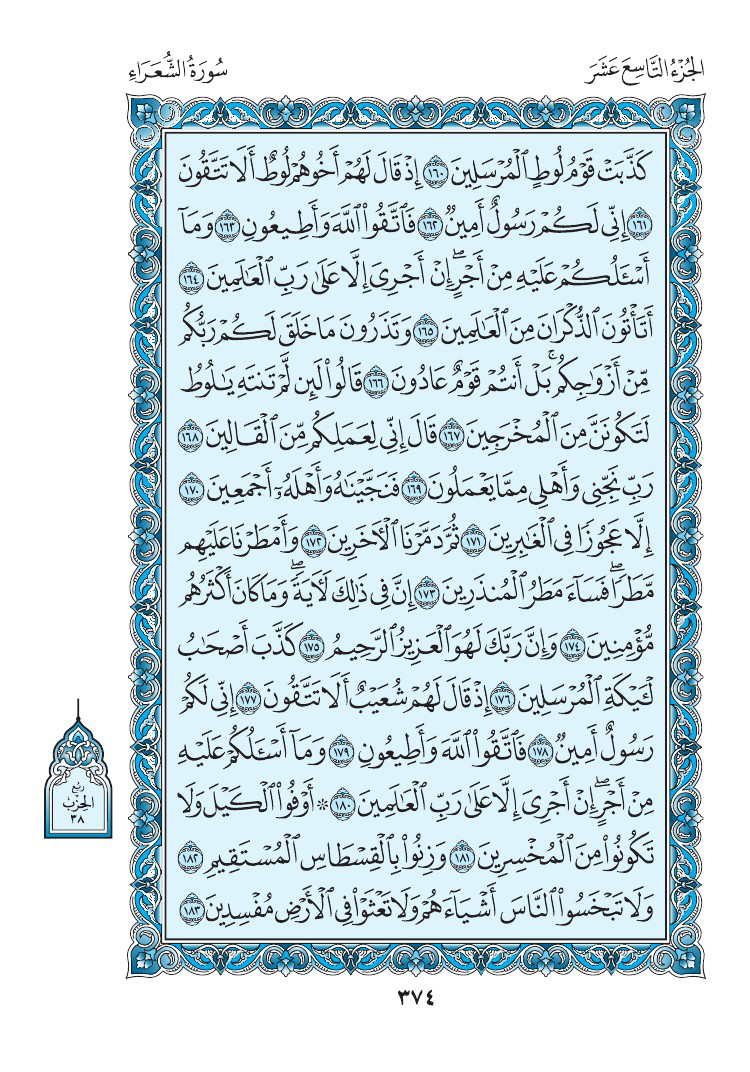 الجُزْءُ التَّاسِعَ عَشَرَ
سُورَةُ الشُّعَرَاءِ
كَذَّبَتۡ قَوۡمُ لُوطٍ ٱلۡمُرۡسَلِينَ ١٦٠ إِذۡ قَالَ لَهُمۡ أَخُوهُمۡ لُوطٌ أَلَا تَتَّقُونَ
١٦١ إِنِّي لَكُمۡ رَسُولٌ أَمِينٞ ١٦٢ فَٱتَّقُواْ ٱللَّهَ وَأَطِيعُونِ ١٦٣ وَمَآ
أَسۡـَٔلُكُمۡ عَلَيۡهِ مِنۡ أَجۡرٍۖ إِنۡ أَجۡرِيَ إِلَّا عَلَىٰ رَبِّ ٱلۡعَٰلَمِينَ ١٦٤
أَتَأۡتُونَ ٱلذُّكۡرَانَ مِنَ ٱلۡعَٰلَمِينَ ١٦٥ وَتَذَرُونَ مَا خَلَقَ لَكُمۡ رَبُّكُم
مِّنۡ أَزۡوَٰجِكُمۚ بَلۡ أَنتُمۡ قَوۡمٌ عَادُونَ ١٦٦ قَالُواْ لَئِن لَّمۡ تَنتَهِ يَٰلُوطُ
لَتَكُونَنَّ مِنَ ٱلۡمُخۡرَجِينَ ١٦٧ قَالَ إِنِّي لِعَمَلِكُم مِّنَ ٱلۡقَالِينَ ١٦٨
رَبِّ نَجِّنِي وَأَهۡلِي مِمَّا يَعۡمَلُونَ ١٦٩ فَنَجَّيۡنَٰهُ وَأَهۡلَهُۥٓ أَجۡمَعِينَ ١٧٠
إِلَّا عَجُوزٗا فِي ٱلۡغَٰبِرِينَ ١٧١ ثُمَّ دَمَّرۡنَا ٱلۡأٓخَرِينَ ١٧٢ وَأَمۡطَرۡنَا عَلَيۡهِم
مَّطَرٗاۖ فَسَآءَ مَطَرُ ٱلۡمُنذَرِينَ ١٧٣ إِنَّ فِي ذَٰلِكَ لَأٓيَةٗۖ وَمَا كَانَ أَكۡثَرُهُم
مُّؤۡمِنِينَ ١٧٤ وَإِنَّ رَبَّكَ لَهُوَ ٱلۡعَزِيزُ ٱلرَّحِيمُ ١٧٥ كَذَّبَ أَصۡحَٰبُ
لۡـَٔيۡكَةِ ٱلۡمُرۡسَلِينَ ١٧٦ إِذۡ قَالَ لَهُمۡ شُعَيۡبٌ أَلَا تَتَّقُونَ ١٧٧ إِنِّي لَكُمۡ
رَسُولٌ أَمِينٞ ١٧٨ فَٱتَّقُواْ ٱللَّهَ وَأَطِيعُونِ ١٧٩ وَمَآ أَسۡـَٔلُكُمۡ عَلَيۡهِ
مِنۡ أَجۡرٍۖ إِنۡ أَجۡرِيَ إِلَّا عَلَىٰ رَبِّ ٱلۡعَٰلَمِينَ ١٨٠ ۞ أَوۡفُواْ ٱلۡكَيۡلَ وَلَا
تَكُونُواْ مِنَ ٱلۡمُخۡسِرِينَ ١٨١ وَزِنُواْ بِٱلۡقِسۡطَاسِ ٱلۡمُسۡتَقِيمِ ١٨٢
وَلَا تَبۡخَسُواْ ٱلنَّاسَ أَشۡيَآءَهُمۡ وَلَا تَعۡثَوۡاْ فِي ٱلۡأَرۡضِ مُفۡسِدِينَ ١٨٣
ربع
الحِزْب
٣٨
٣٧٤